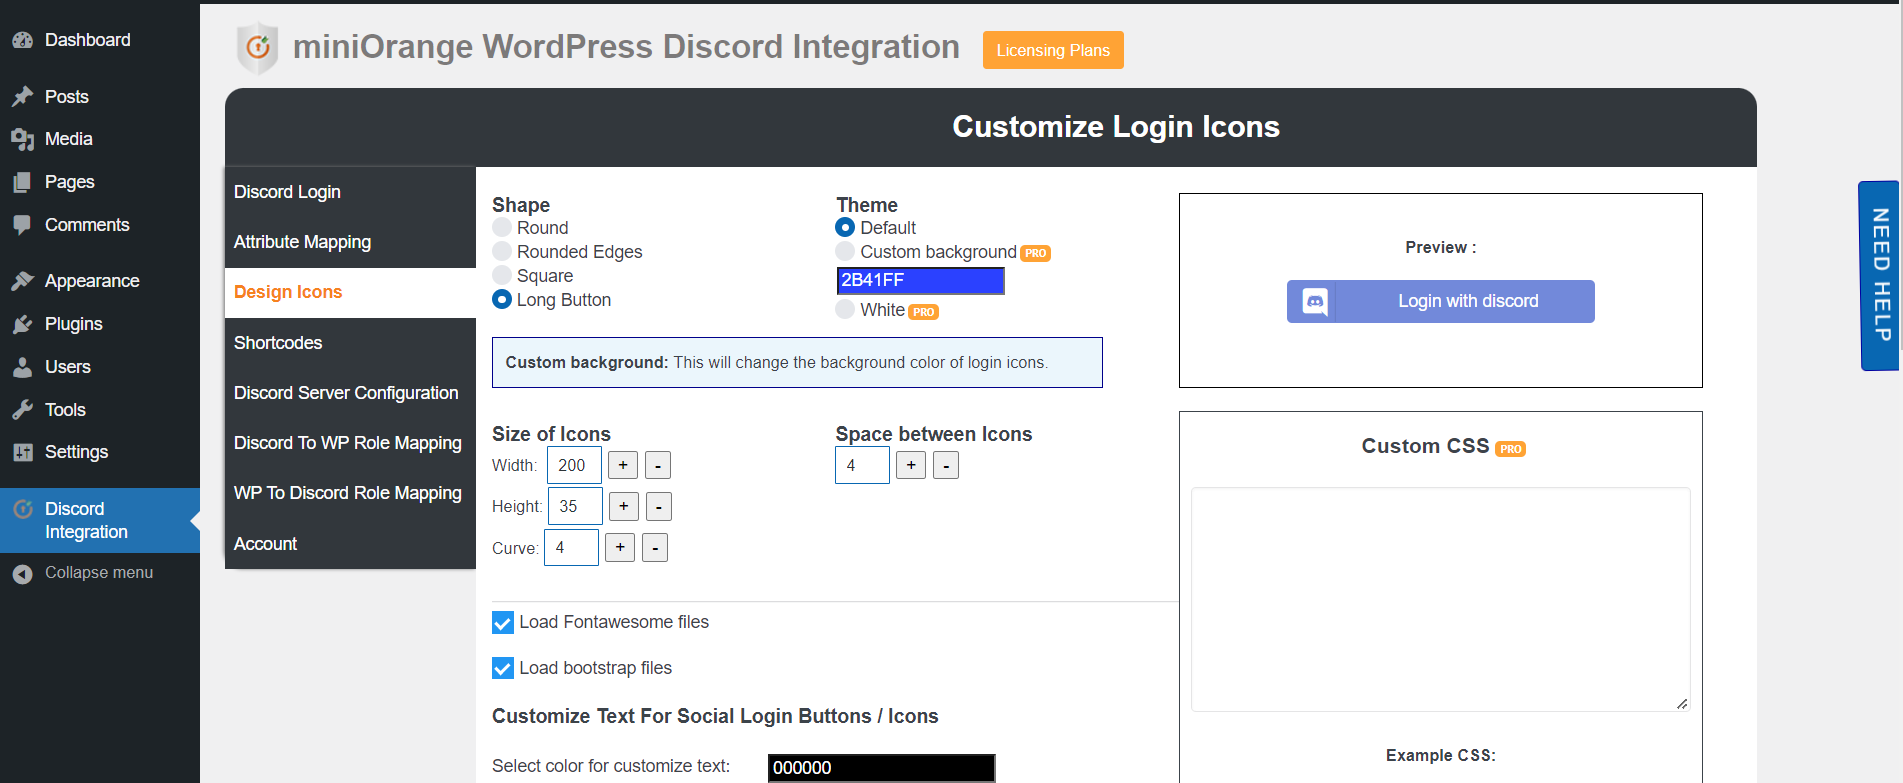 Dashboard
Posts
Media
Pages
Comments
Appearance
Plugins
Users
Tools
Settings
Discord
Integration
Collapse menu
miniOrange WordPress Discord Integration
Licensing Plans
Customize Login Icons
Discord Login
Attribute Mapping
Design Icons
Shortcodes
Discord Server Configuration
Discord To WP Role Mapping
WP To Discord Role Mapping
Account
Shape
Round
Rounded Edges
Square
Long Button
Theme
Default
Custom background PRO
2B41FF
White PRO
Custom background: This will change the background color of login icons.
Size of Icons
Width: 200 + -
Height: 35 + -
Curve: 4 + -
Space between Icons
4 + -
Load Fontawesome files
Load bootstrap files
Customize Text For Social Login Buttons / Icons
Select color for customize text: 000000
Preview :
Login with discord
Custom CSS PRO
Example CSS:
NEED HELP